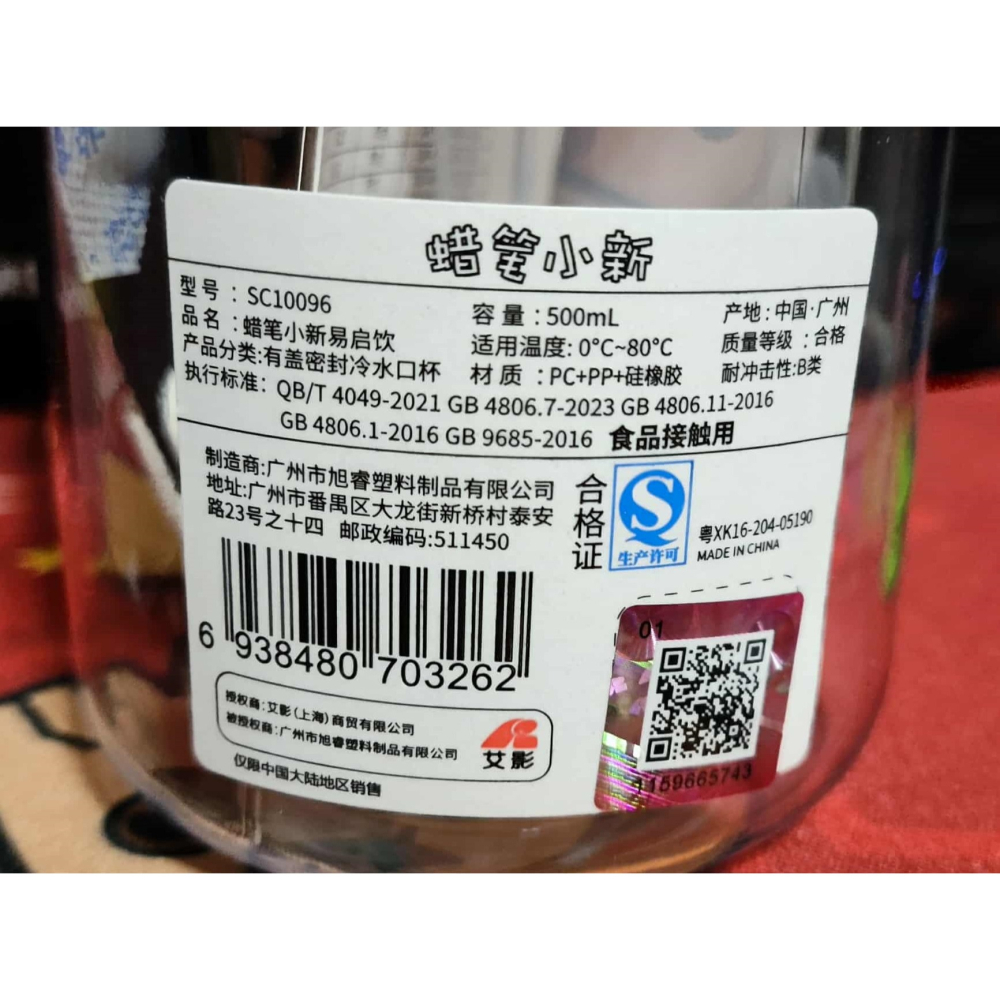 蜡笔小新
型号：SC10096 容量：500mL 产地：中国·广州
品名：蜡笔小新易启饮 适用温度：0°C~80°C 质量等级：合格
产品分类：有盖密封冷水口杯 材质：PC+PP+硅橡胶 耐冲击性：B类
执行标准：QB/T 4049-2021 GB 4806.7-2023 GB 4806.11-2016
GB 4806.1-2016 GB 9685-2016 食品接触用
制造商：广州市旭睿塑料制品有限公司
地址：广州市番禺区大龙街新桥村泰安
路23号之十四 邮政编码：511450
合格证
生产许可
粤XK16-204-05190
MADE IN CHINA
6 938480 703262
授权商：艾影（上海）商贸有限公司
被授权商：广州市旭睿塑料制品有限公司
艾影
仅限中国大陆地区销售
01
1159665743